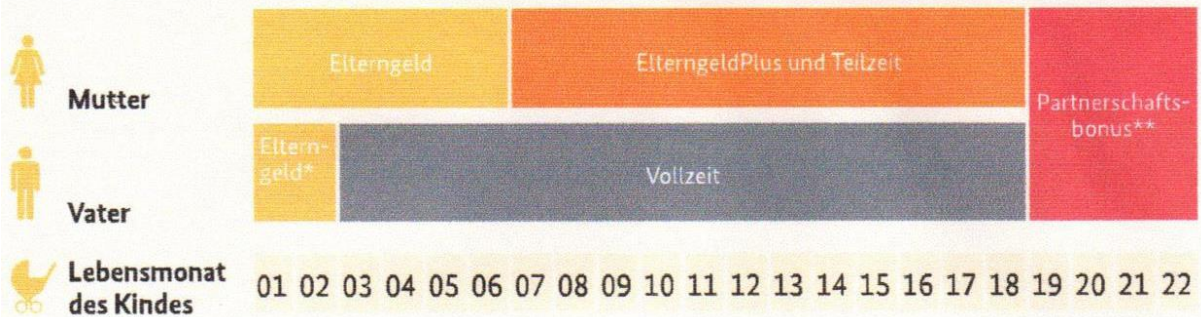 Elterngeld
ElterngeldPlus und Teilzeit
Mutter
Partnerschafts-
bonus**
Eltern-
geld*
Vollzeit
Vater
Lebensmonat
des Kindes
01 02 03 04 05 06 07 08 09 10 11 12 13 14 15 16 17 18 19 20 21 22